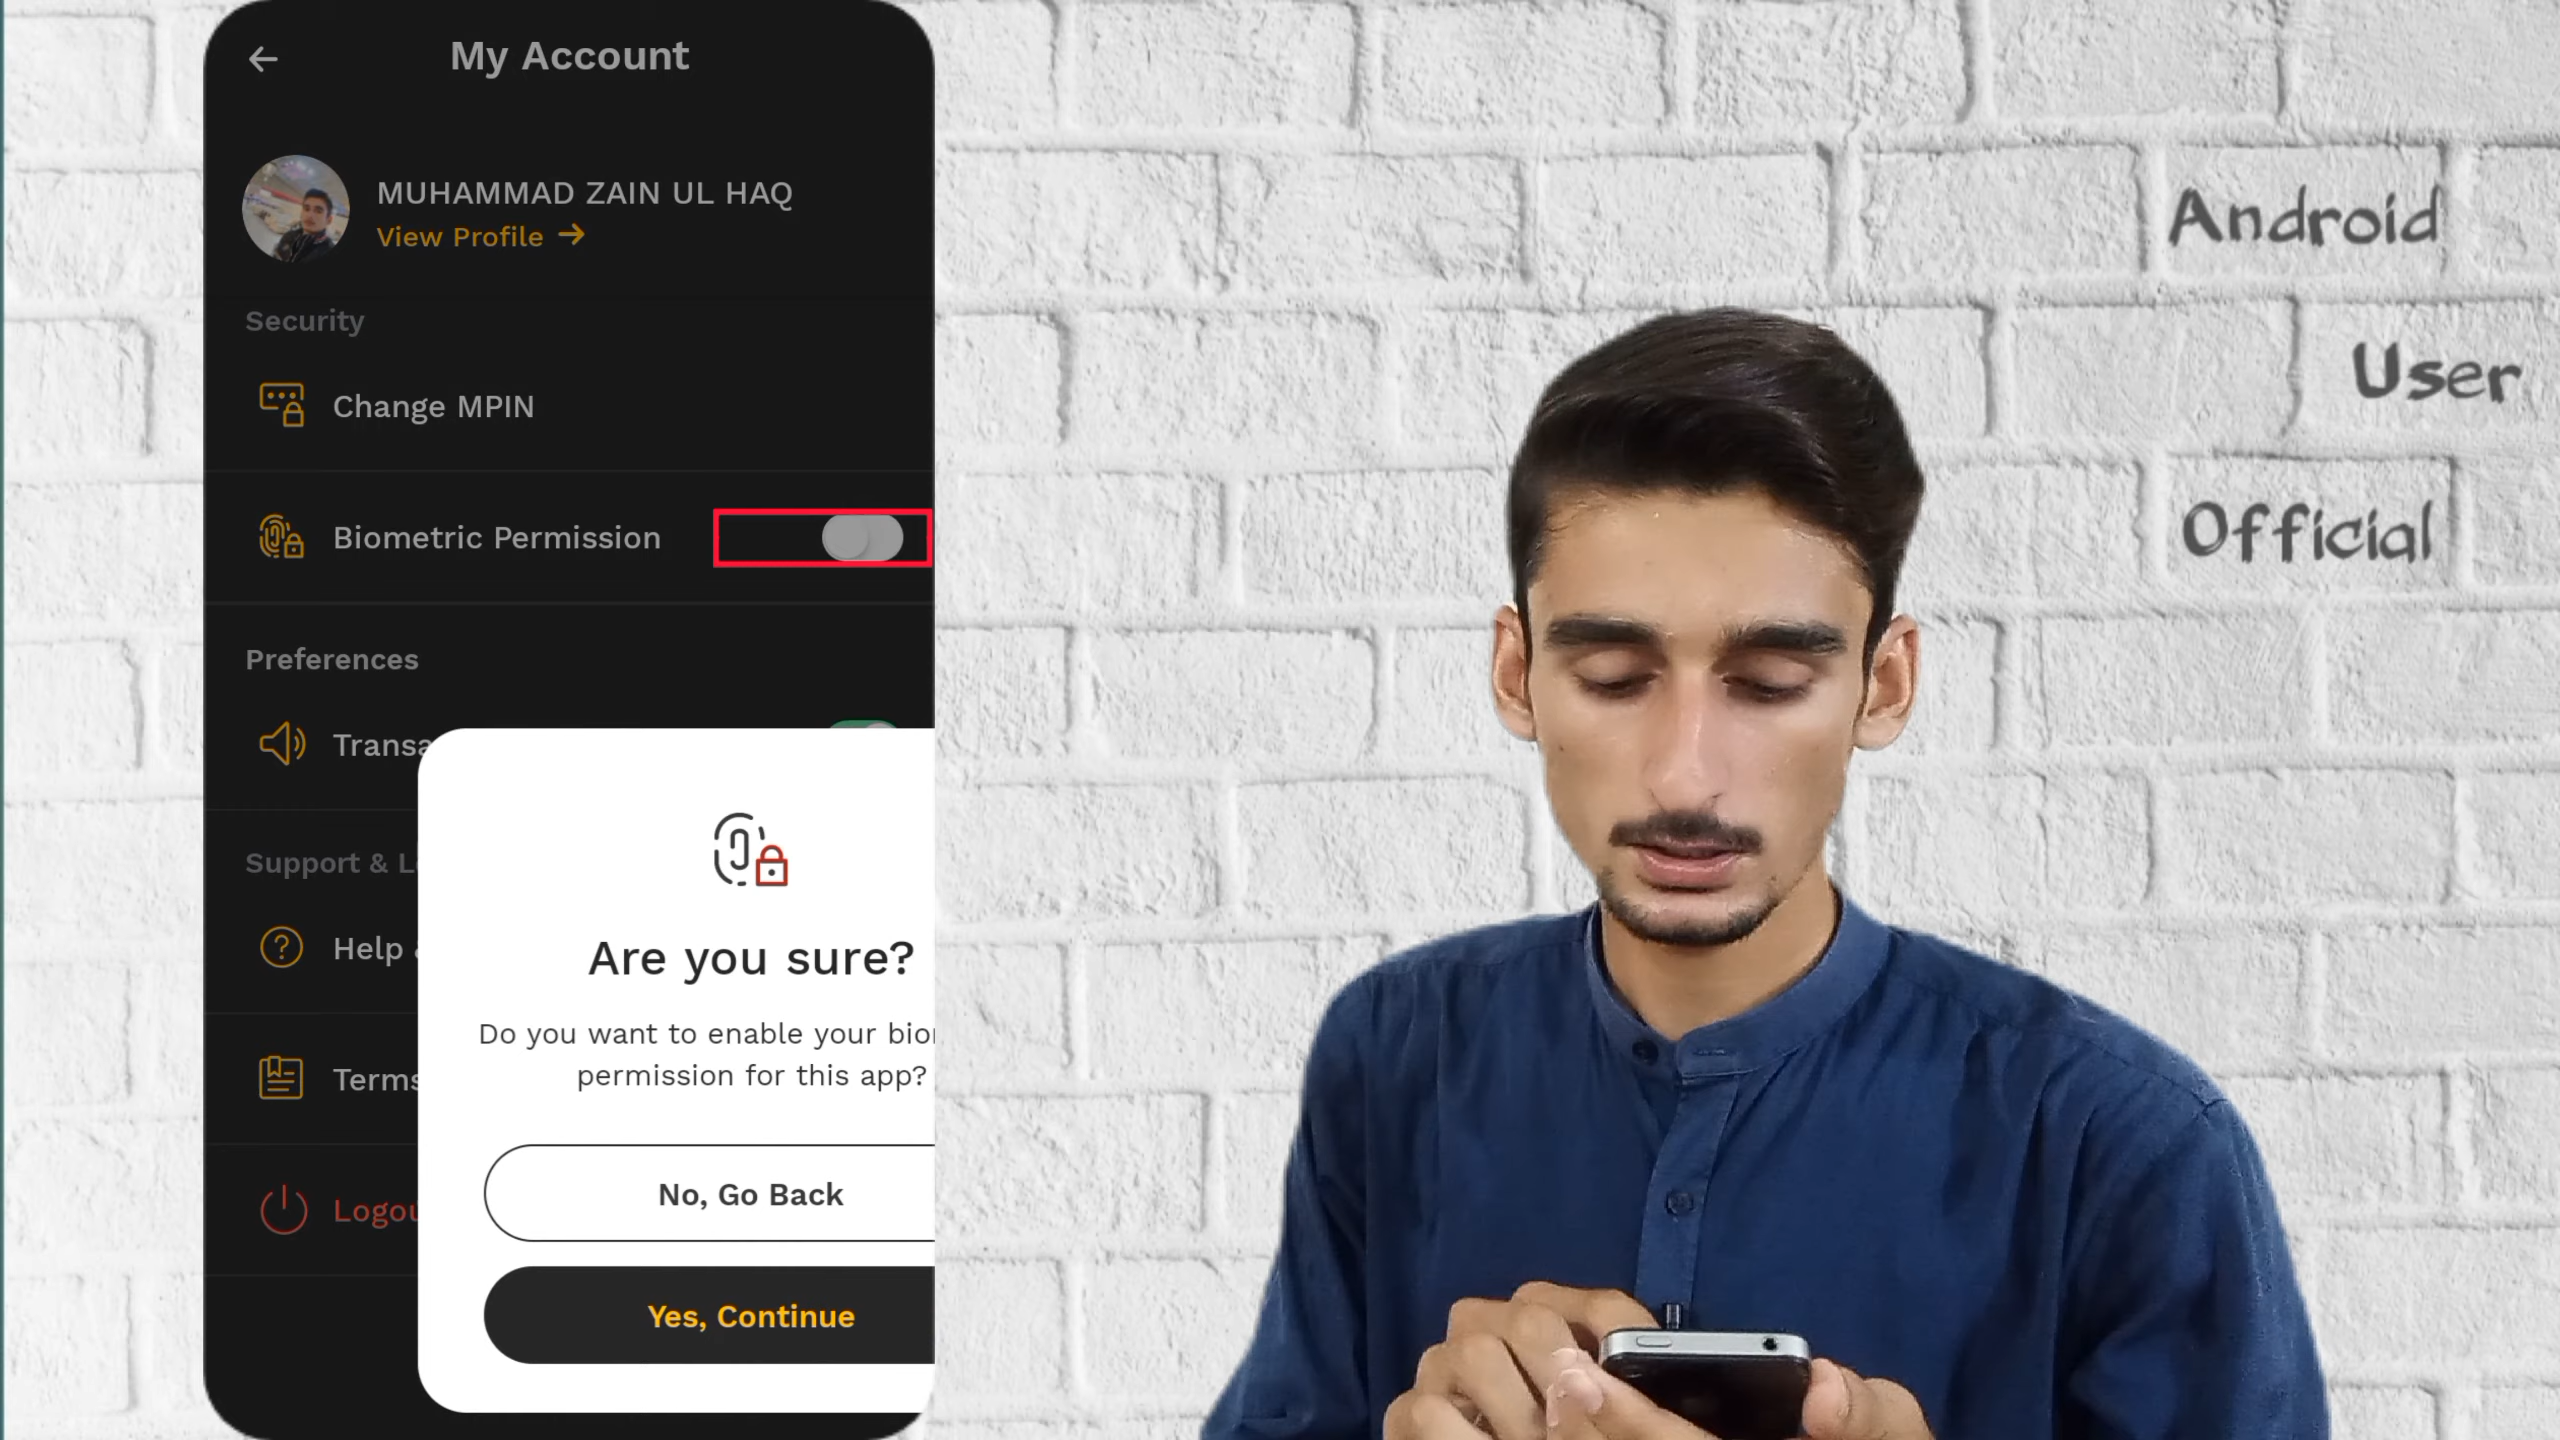 My Account
MUHAMMAD ZAIN UL HAQ
View Profile
Security
Change MPIN
Biometric Permission
Preferences
Transa
Support & L
Help
Terms
Logou
Are you sure?
Do you want to enable your bio
permission for this app?
No, Go Back
Yes, Continue
Android
User
Official